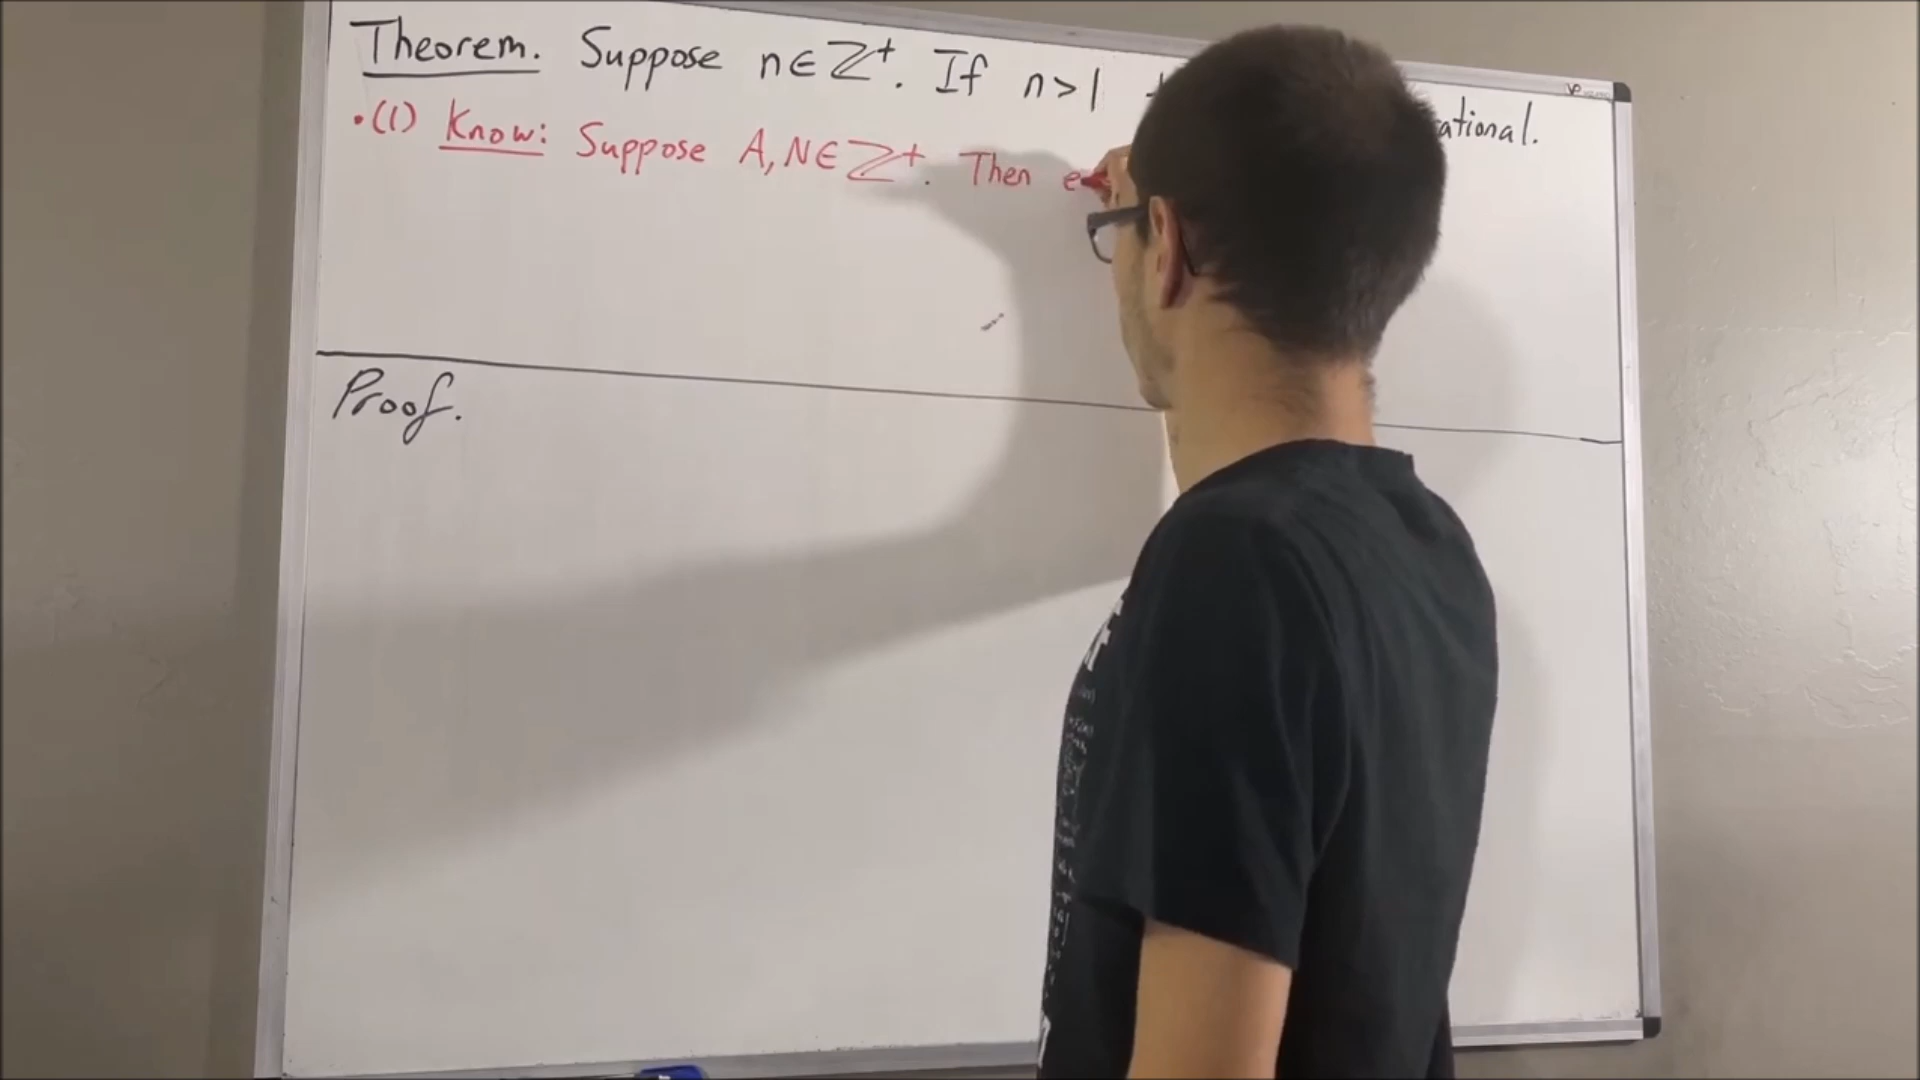 Theorem. Suppose n∈ℤ⁺. If n>1 ational.
•(1) Know: Suppose A,N∈ℤ⁺. Then e
Proof.